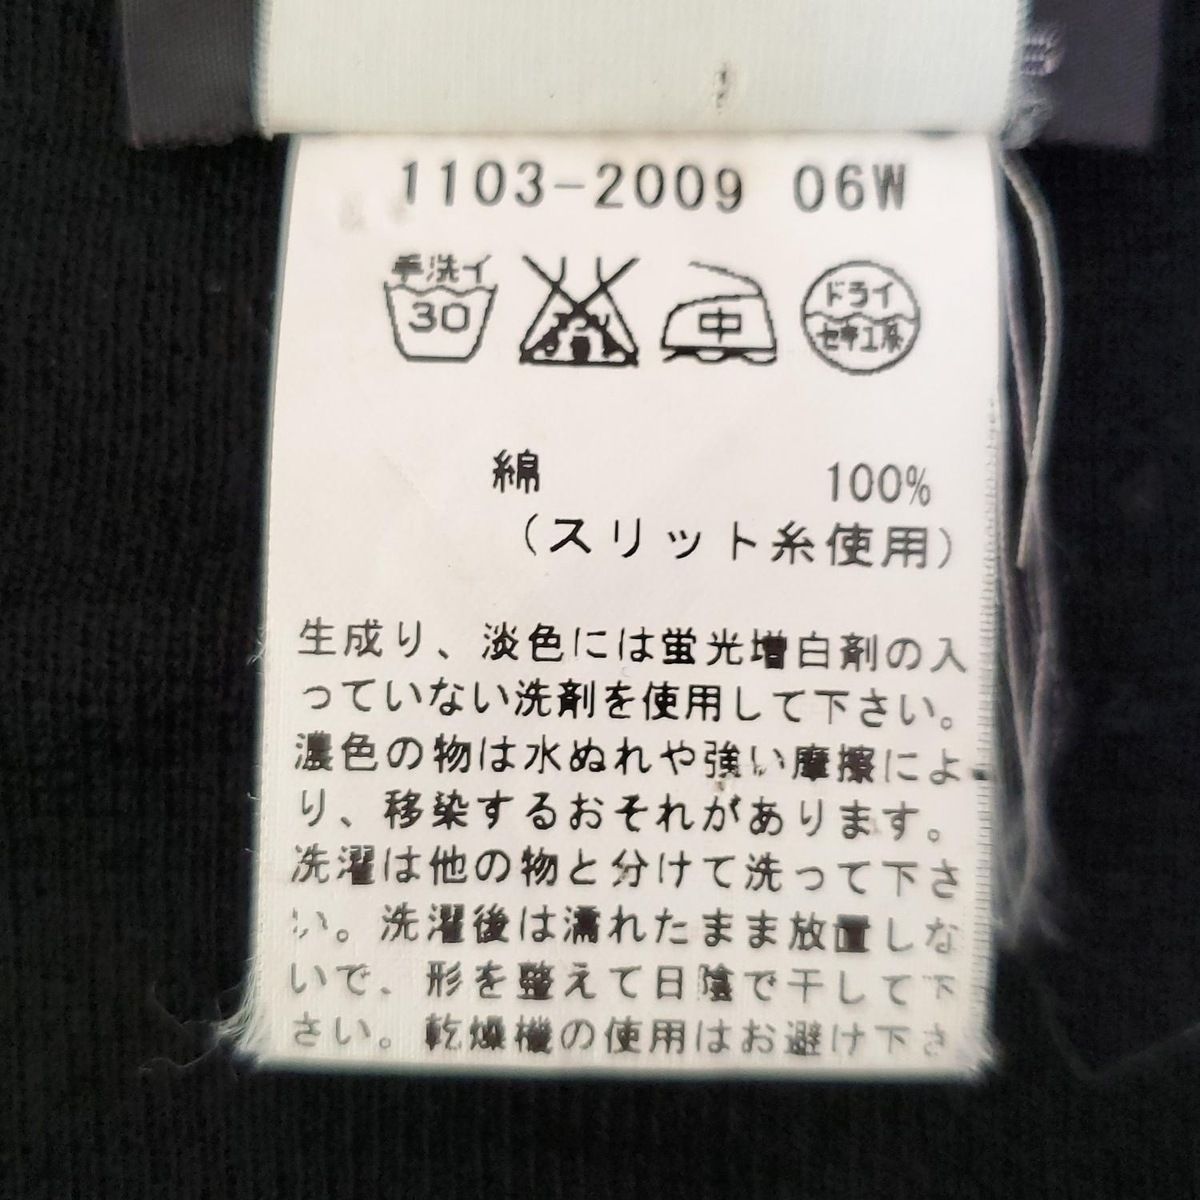 1103-2009 06W
手洗イ
30
エンソ
中
ドライ
セキユ系
綿 100%
(スリット糸使用)
生成り、淡色には蛍光増白剤の入
っていない洗剤を使用して下さい。
濃色の物は水ぬれや強い摩擦によ
り、移染するおそれがあります。
洗濯は他の物と分けて洗って下さ
い。洗濯後は濡れたまま放置しな
いで、形を整えて日陰で干して下
さい。乾燥機の使用はお避け下さ